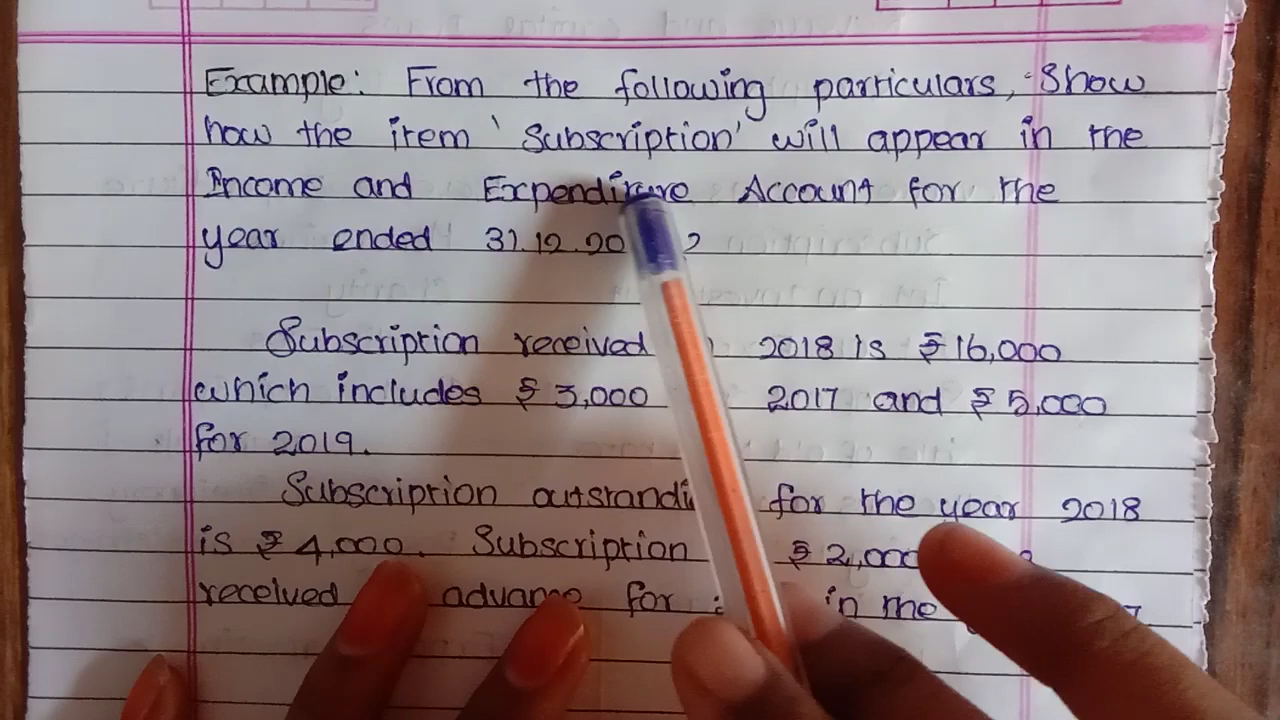 Example: From the following particulars, Show
how the item 'Subscription' will appear in the
Income and Expenditure Account for the
year ended 31.12.20
Subscription received 2018 is ₹16,000
which includes ₹3,000 2017 and ₹5,000
for 2019.
Subscription for the year 2018
is ₹4,000. Subscription ₹2,000
received advance for in the